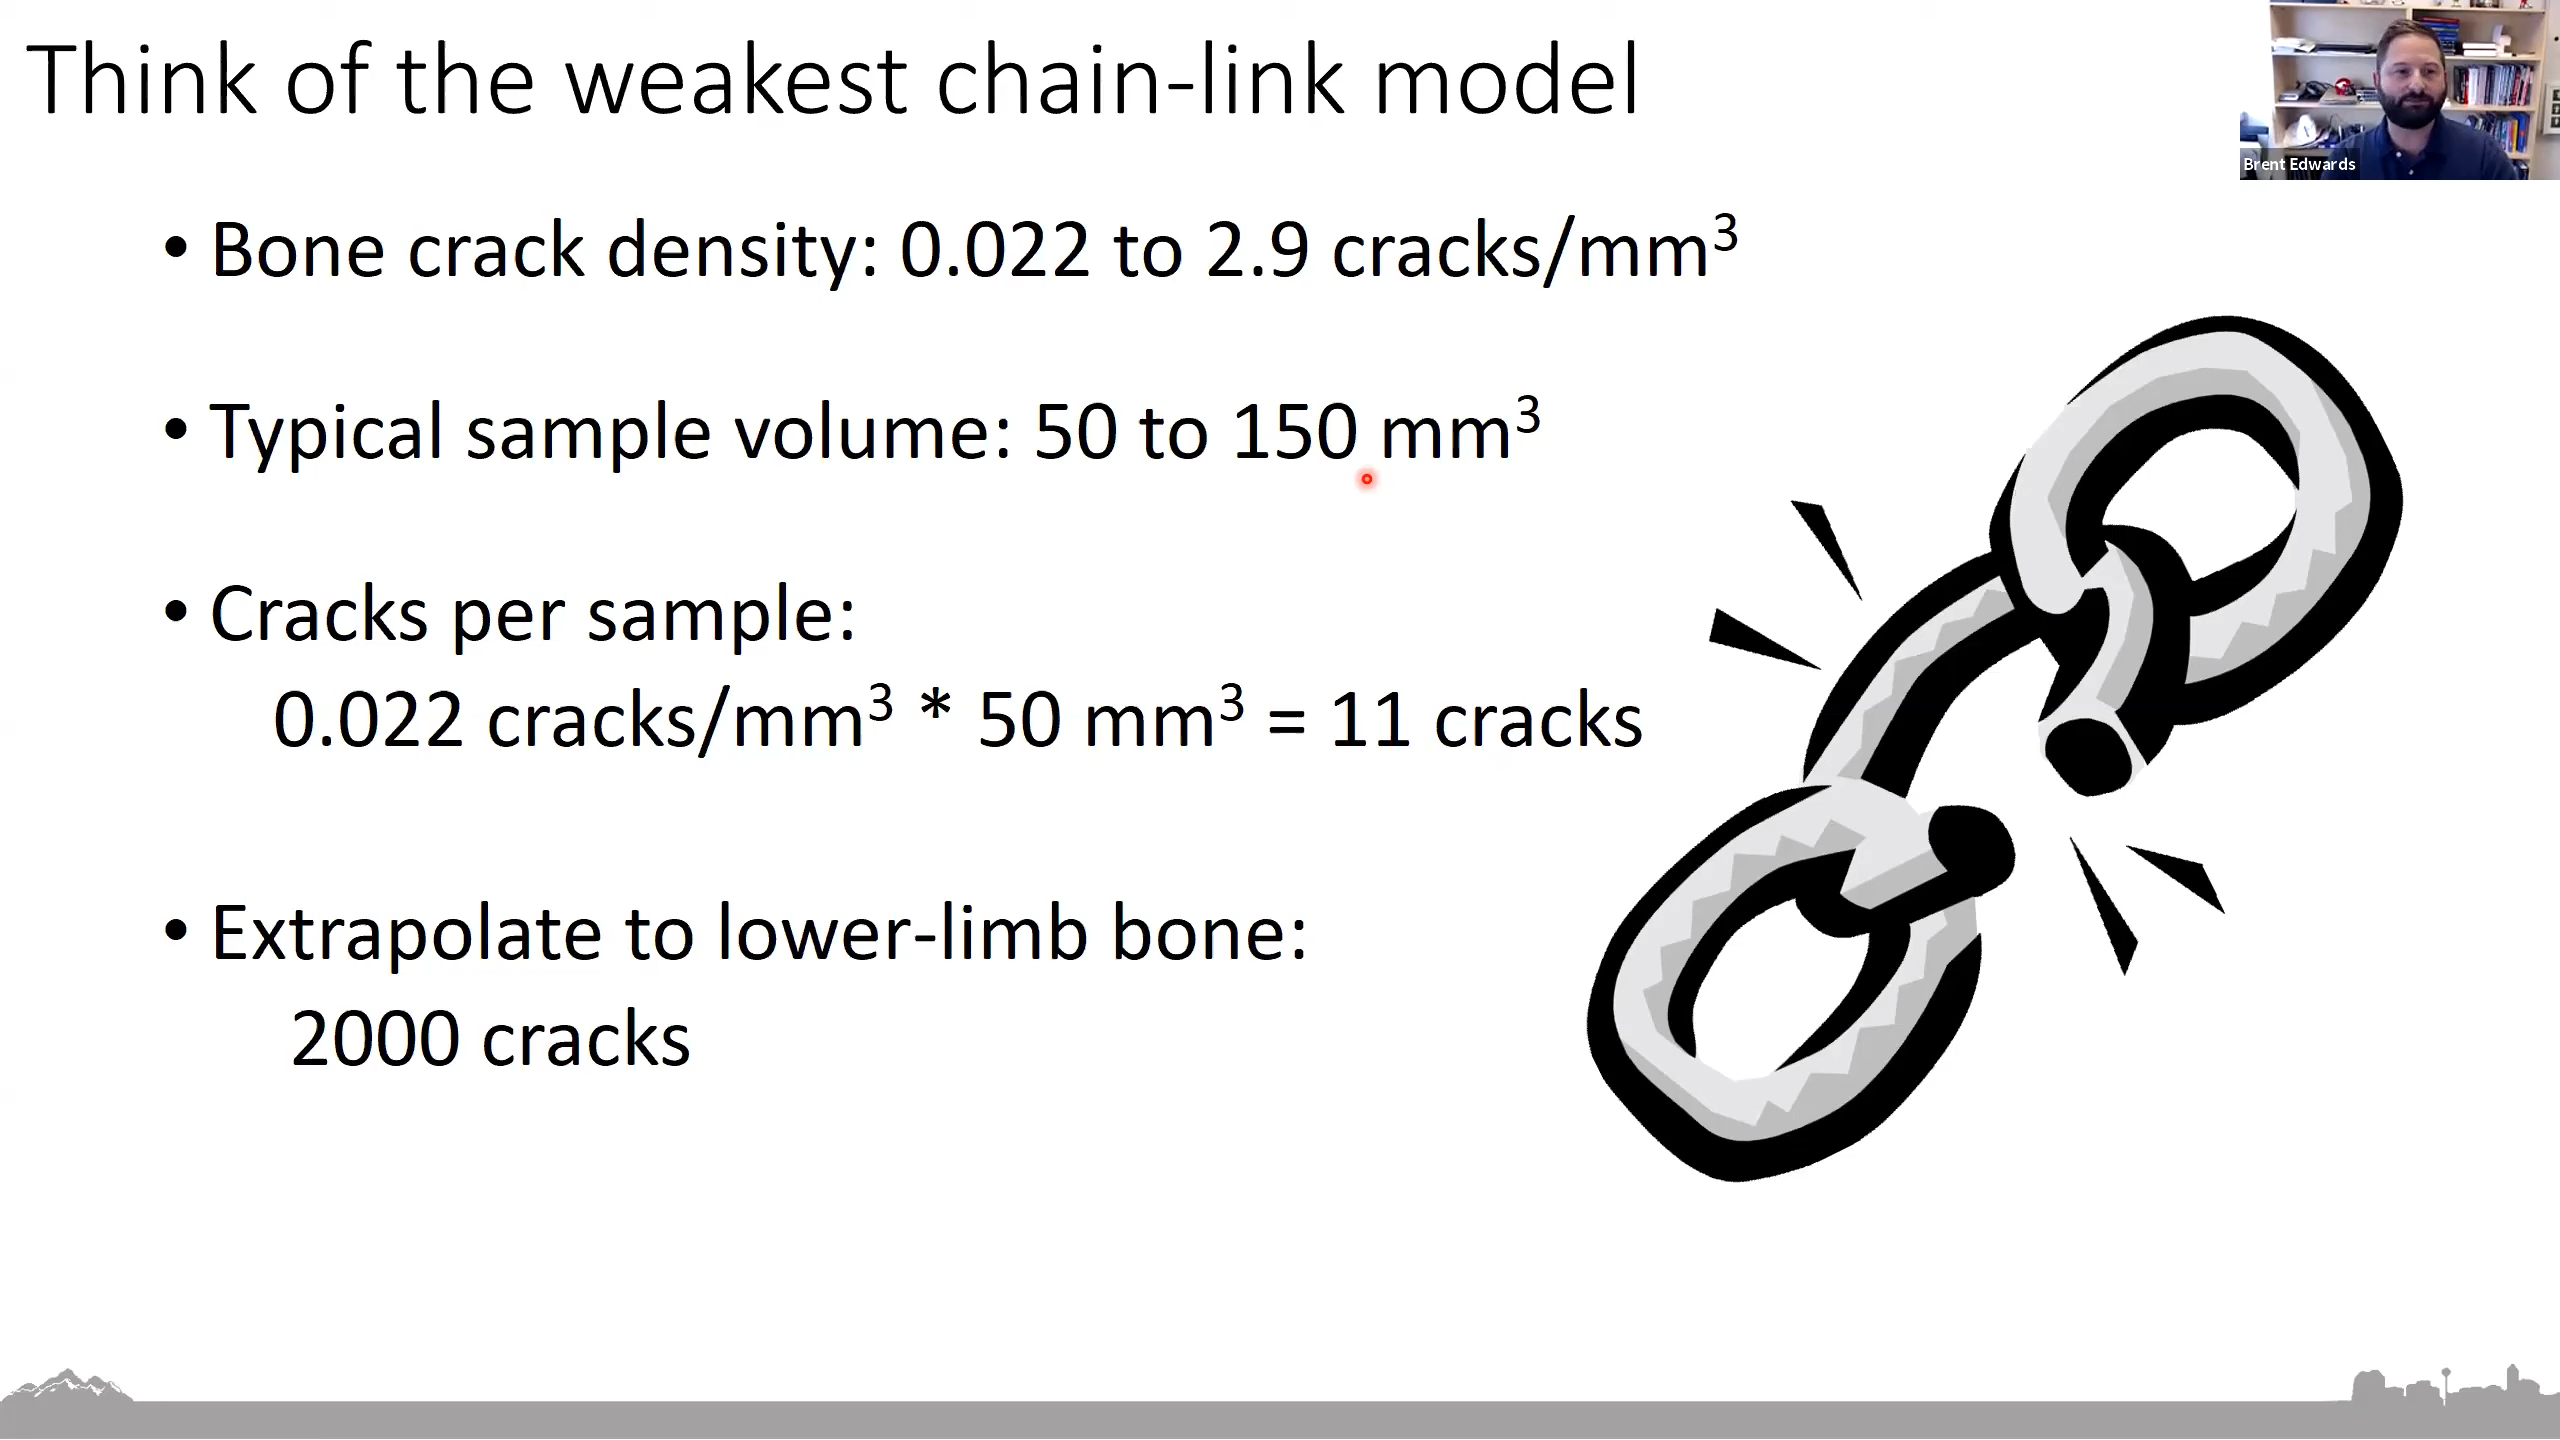 Think of the weakest chain-link model
Brent Edwards
• Bone crack density: 0.022 to 2.9 cracks/mm³
• Typical sample volume: 50 to 150 mm³
• Cracks per sample:
0.022 cracks/mm³ * 50 mm³ = 11 cracks
• Extrapolate to lower-limb bone:
2000 cracks